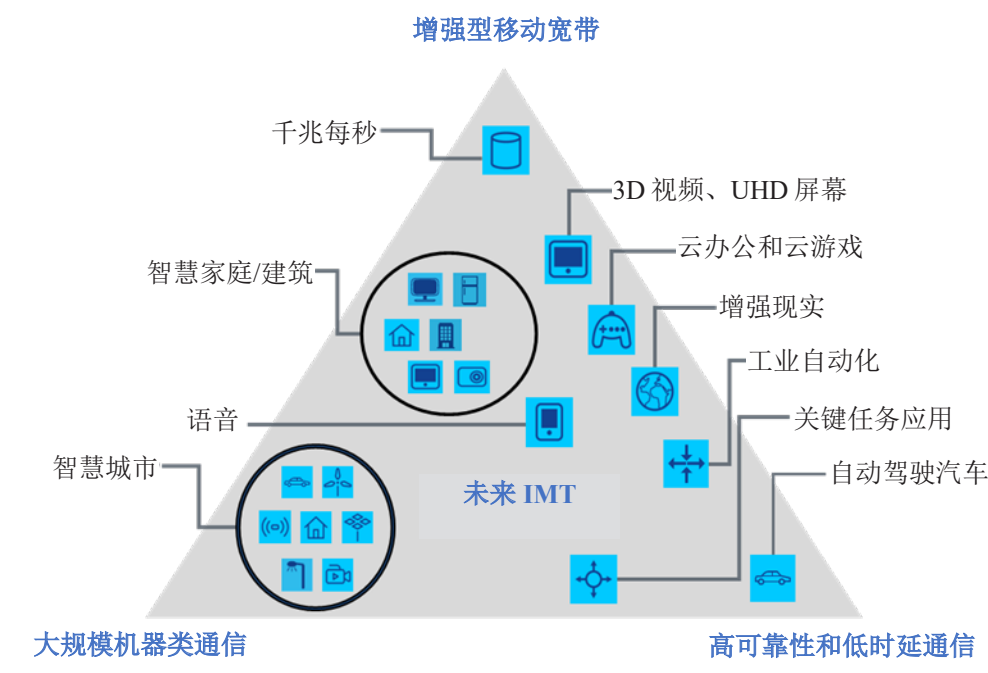 增强型移动宽带
千兆每秒
3D 视频、UHD 屏幕
云办公和云游戏
智慧家庭/建筑
增强现实
工业自动化
语音
关键任务应用
智慧城市
自动驾驶汽车
未来 IMT
大规模机器类通信
高可靠性和低时延通信